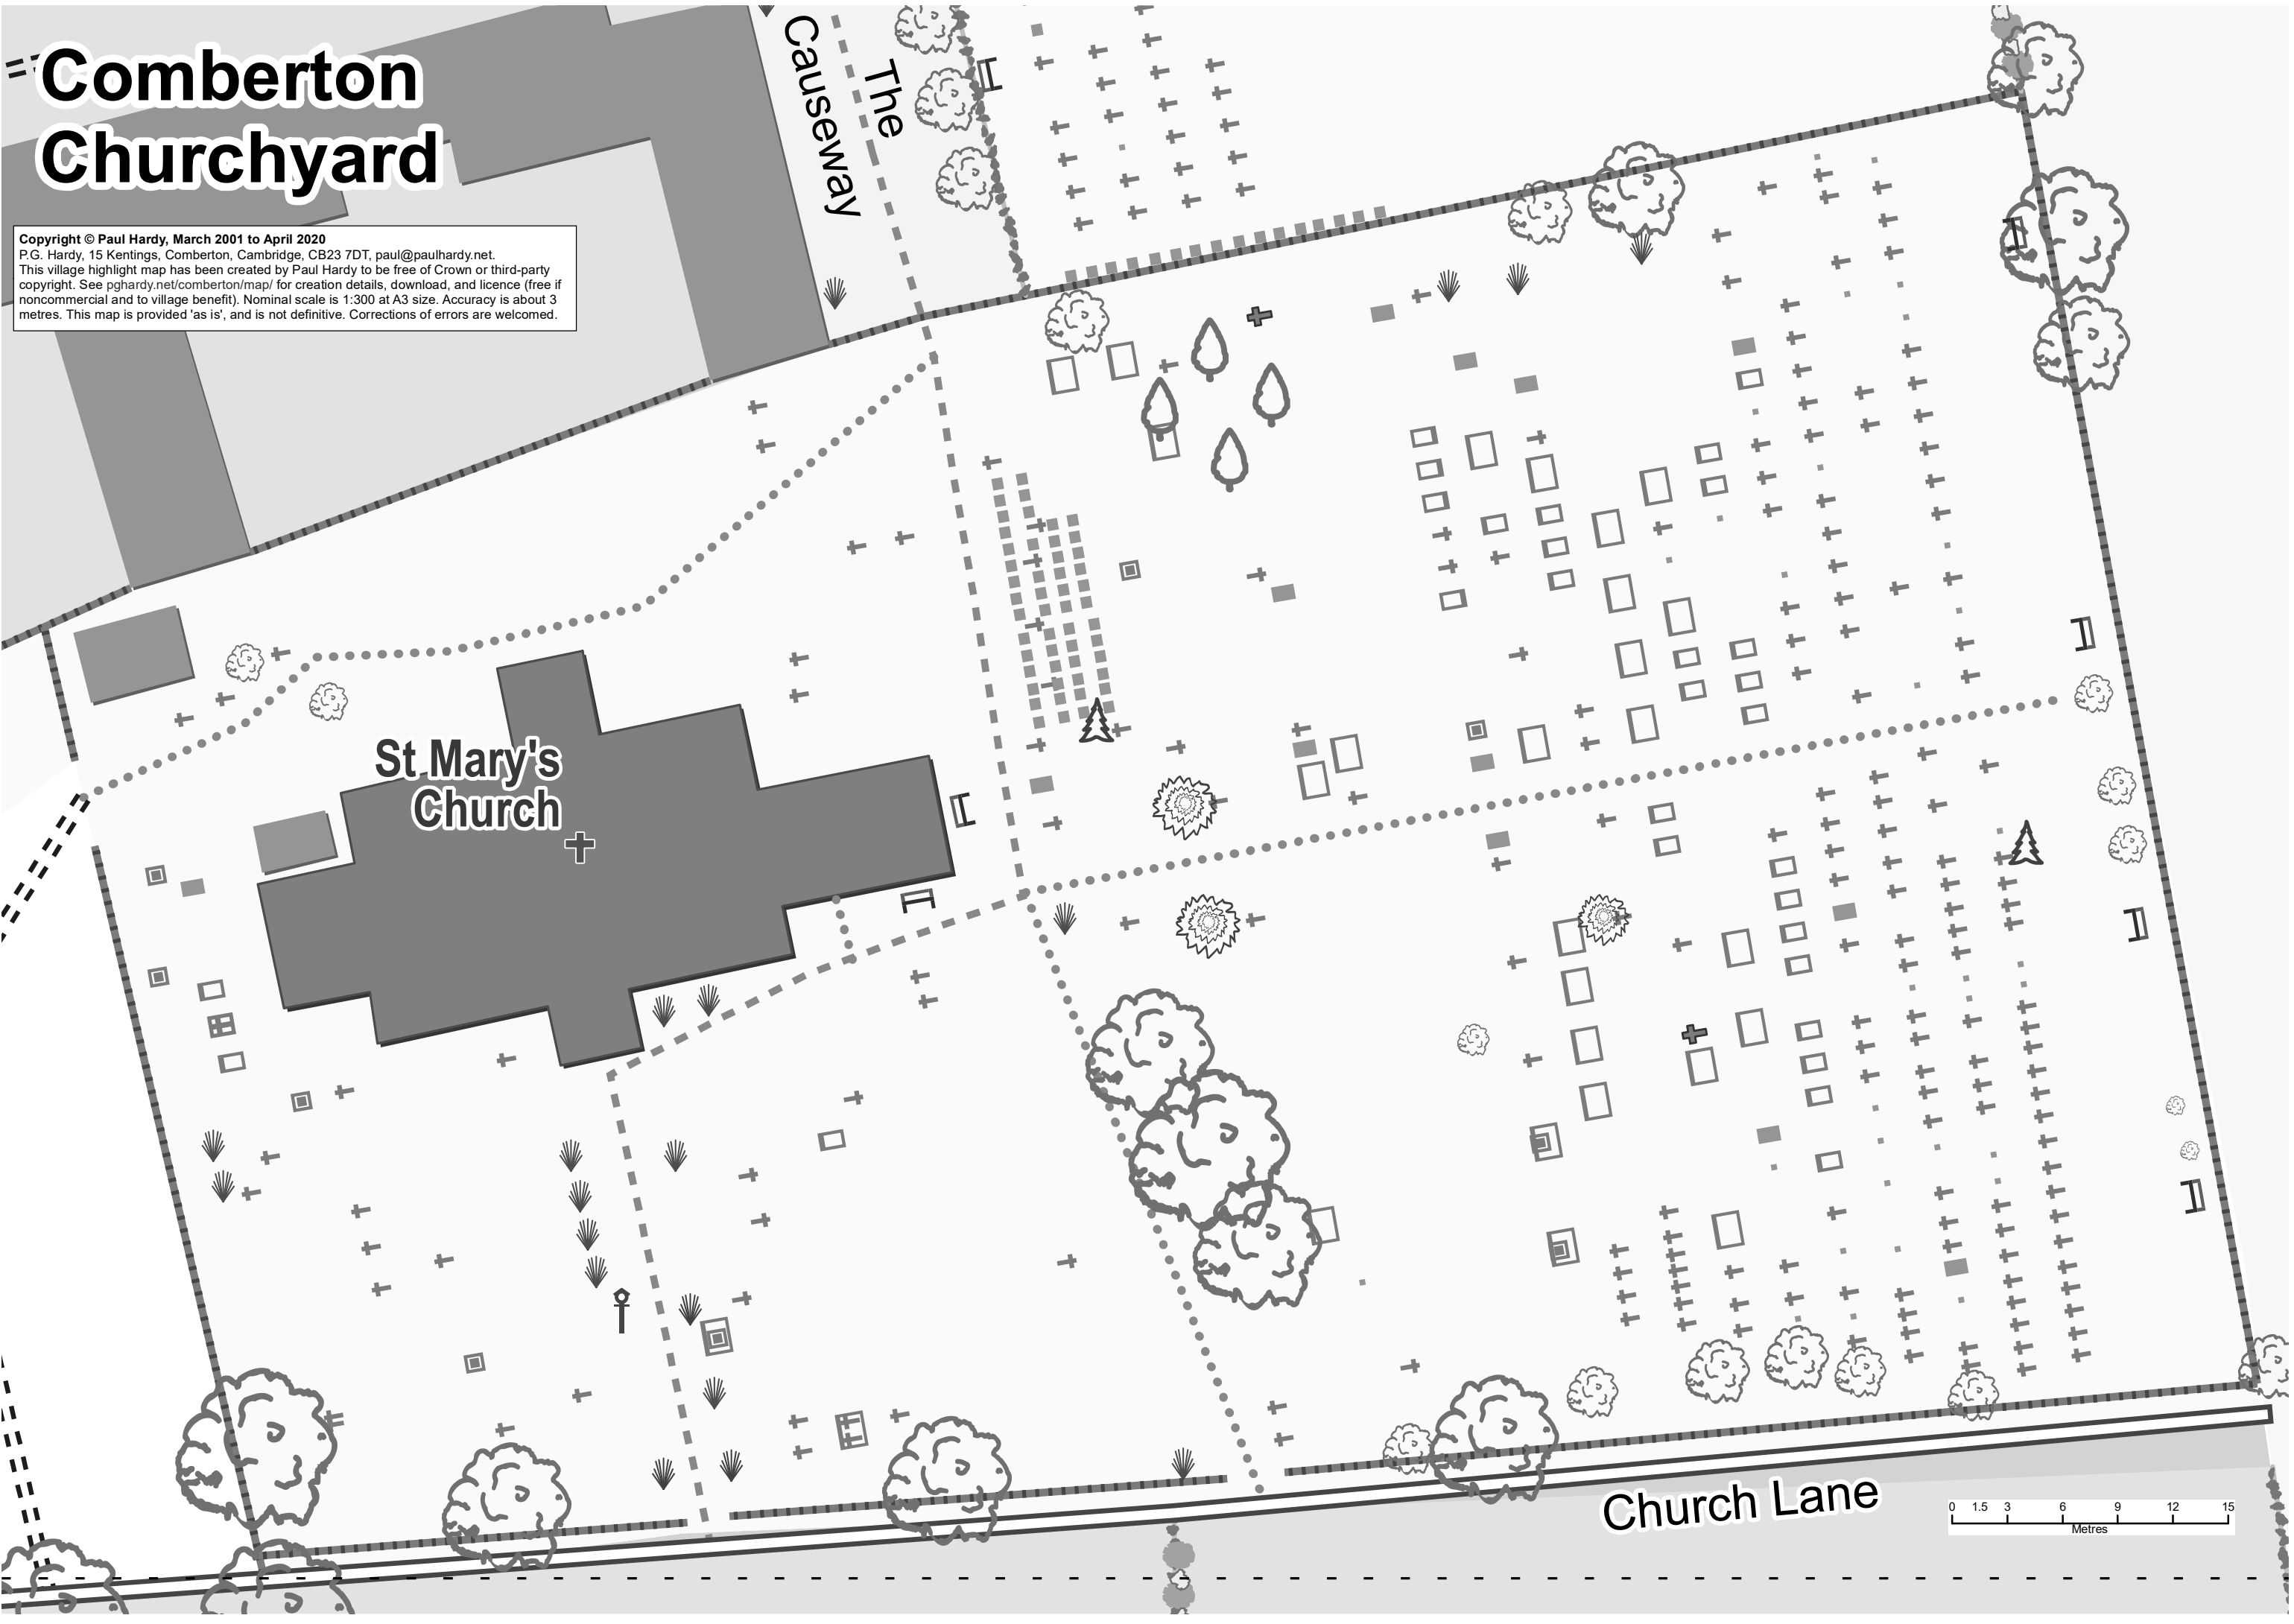 Comberton
Churchyard
Copyright © Paul Hardy, March 2001 to April 2020
P.G. Hardy, 15 Kentings, Comberton, Cambridge, CB23 7DT, paul@paulhardy.net.
This village highlight map has been created by Paul Hardy to be free of Crown or third-party
copyright. See pghardy.net/comberton/map/ for creation details, download, and licence (free if
noncommercial and to village benefit). Nominal scale is 1:300 at A3 size. Accuracy is about 3
metres. This map is provided 'as is', and is not definitive. Corrections of errors are welcomed.
The
Causeway
St Mary's
Church
Church Lane
0 1.5 3 6 9 12 15
Metres